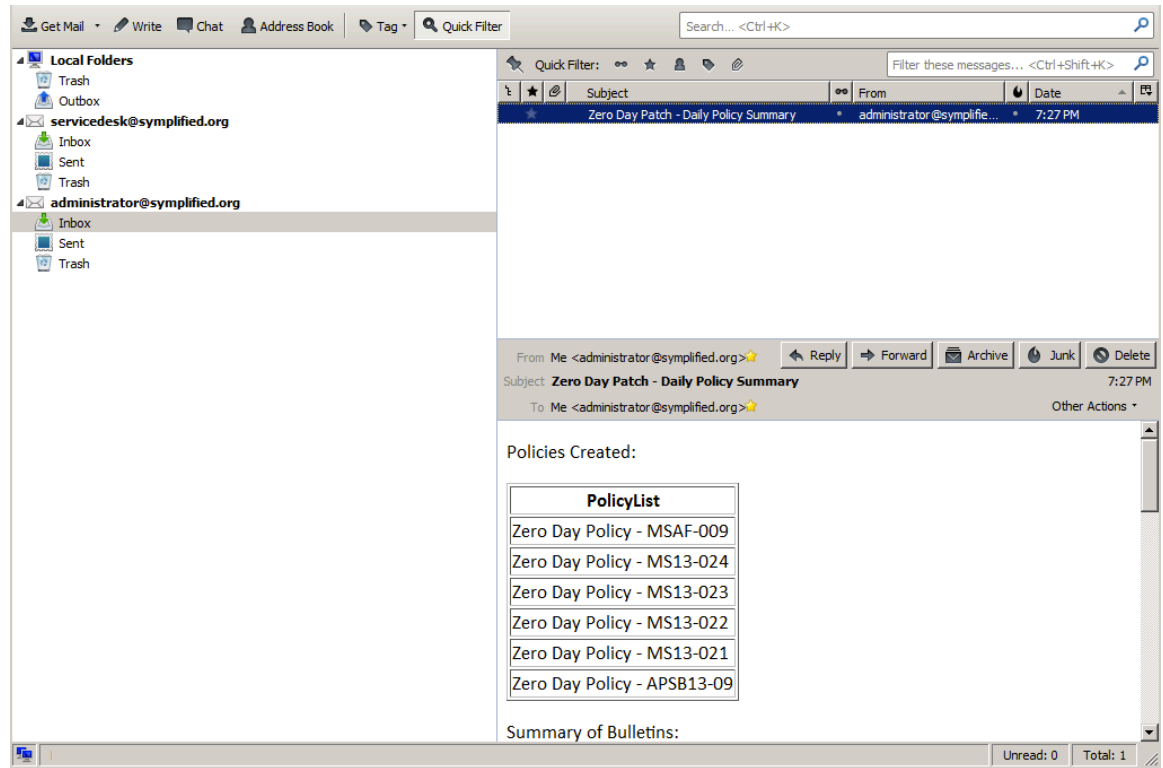 Get Mail Write Chat Address Book Tag Quick Filter Search... <Ctrl+K>
Local Folders
Trash
Outbox
servicedesk@symplified.org
Inbox
Sent
Trash
administrator@symplified.org
Inbox
Sent
Trash
Quick Filter: Filter these messages... <Ctrl+Shift+K>
Subject From Date
Zero Day Patch - Daily Policy Summary administrator@symplifie... 7:27 PM
From Me <administrator@symplified.org> Reply Forward Archive Junk Delete
Subject Zero Day Patch - Daily Policy Summary 7:27 PM
To Me <administrator@symplified.org> Other Actions
Policies Created:
PolicyList
Zero Day Policy - MSAF-009
Zero Day Policy - MS13-024
Zero Day Policy - MS13-023
Zero Day Policy - MS13-022
Zero Day Policy - MS13-021
Zero Day Policy - APSB13-09
Summary of Bulletins:
Unread: 0 Total: 1